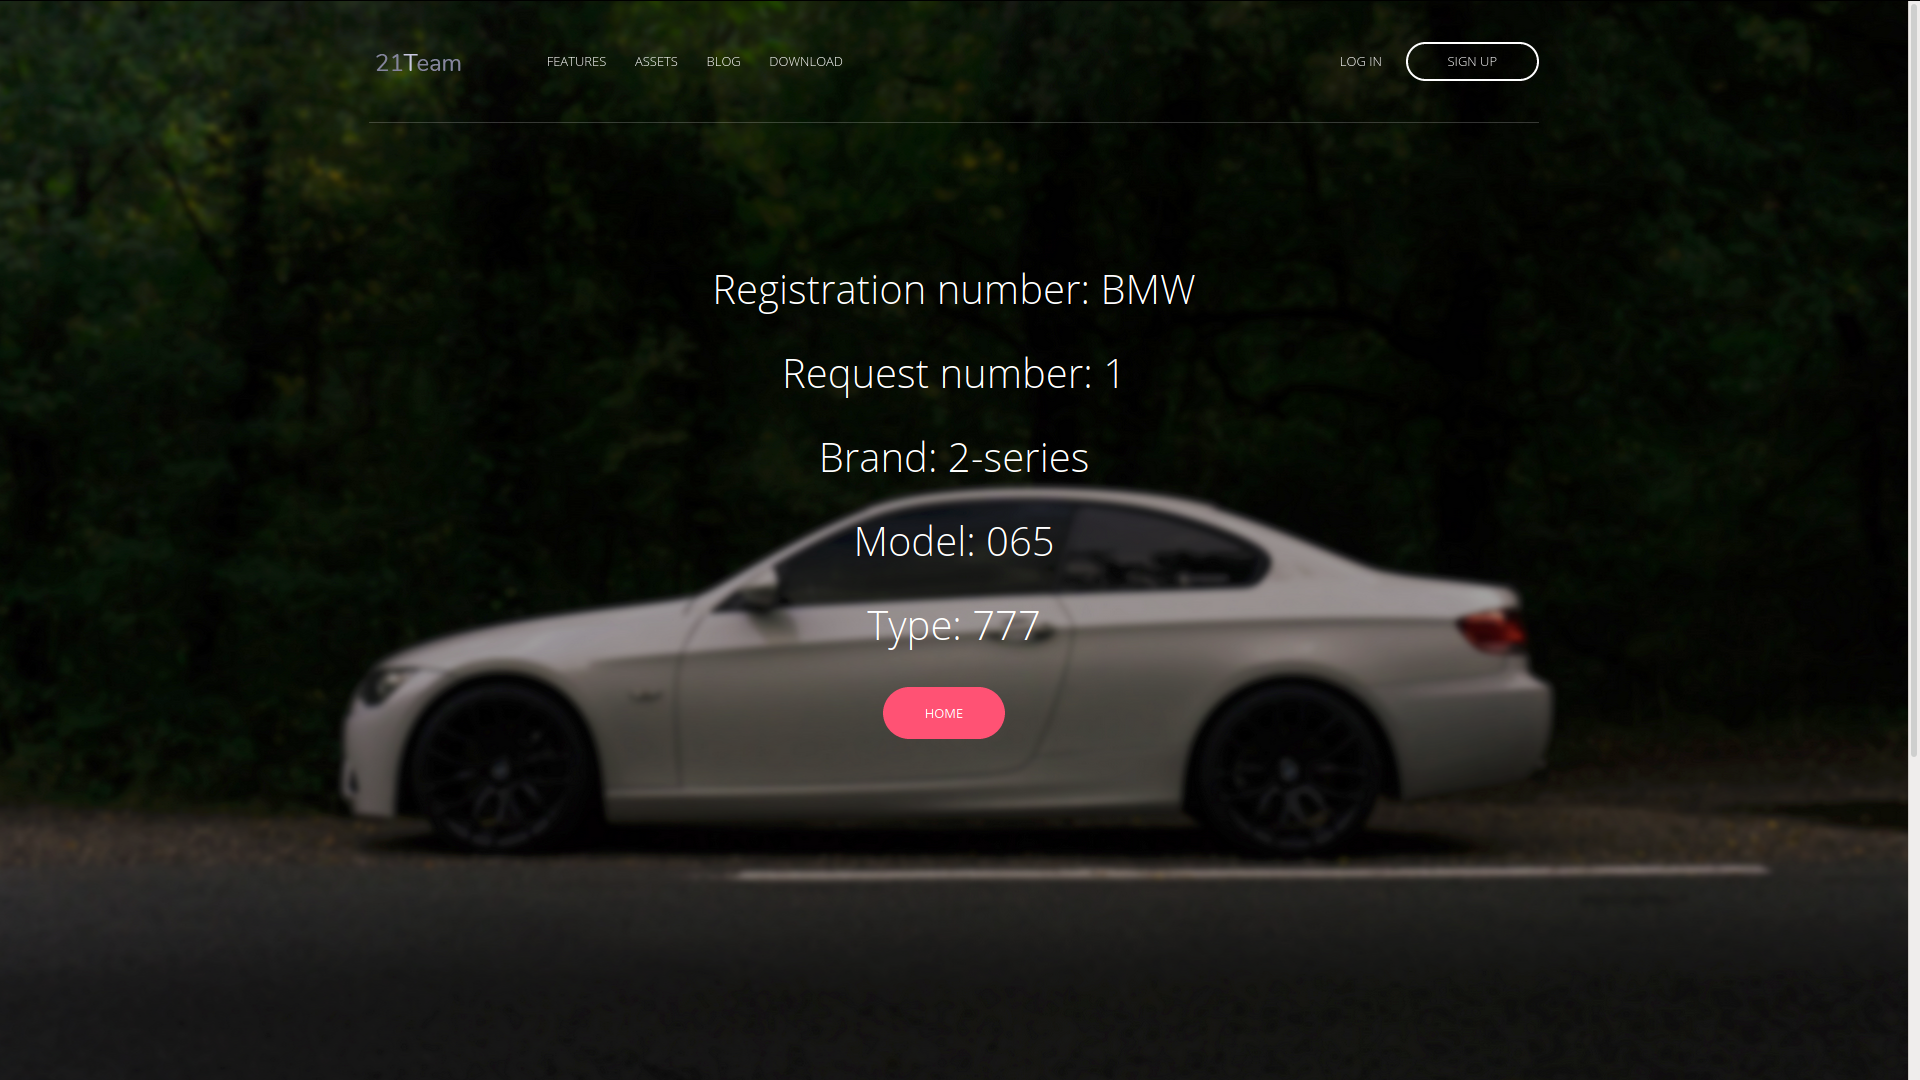 21Team
FEATURES ASSETS BLOG DOWNLOAD
LOG IN SIGN UP
Registration number: BMW
Request number: 1
Brand: 2-series
Model: 065
Type: 777
HOME